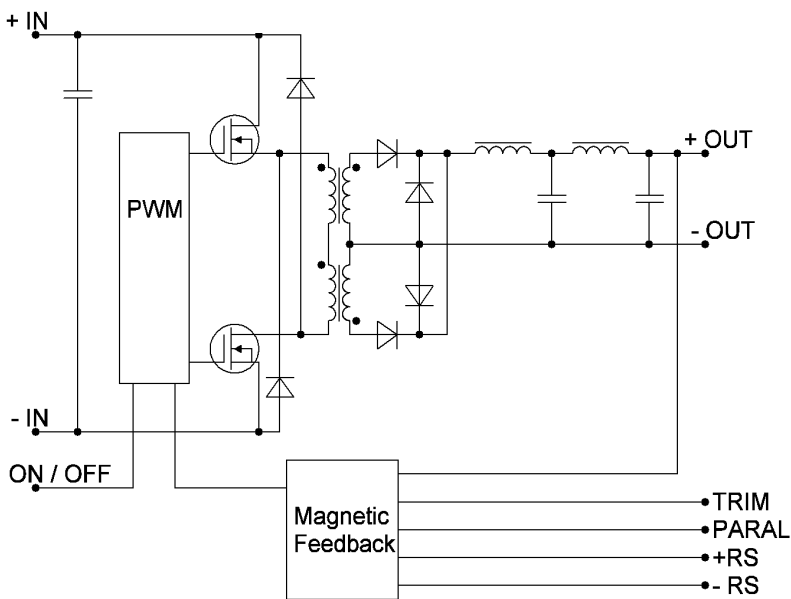 + IN
+ OUT
PWM
- OUT
- IN
ON / OFF
Magnetic
Feedback
TRIM
PARAL
+RS
- RS